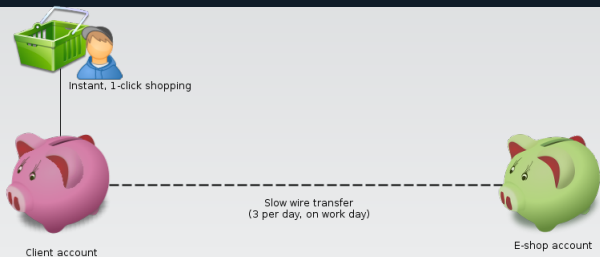 Instant, 1-click shopping
Slow wire transfer
(3 per day, on work day)
E-shop account
Client account